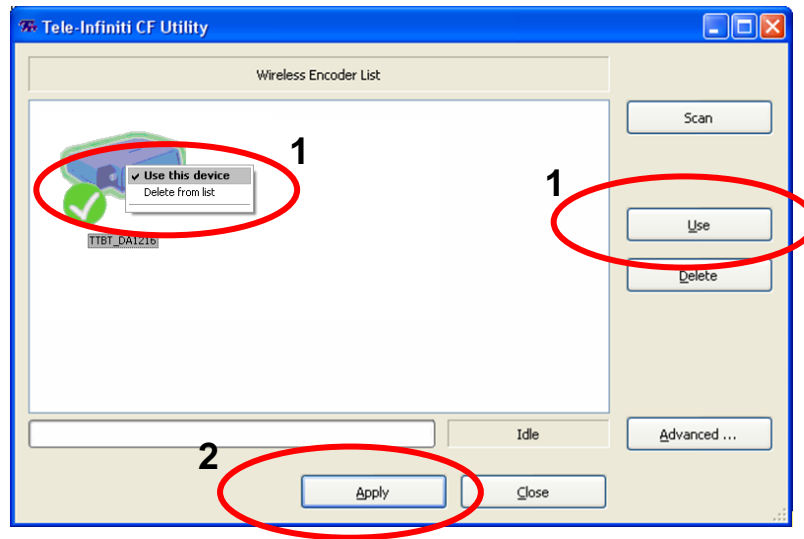 Tele-Infiniti CF Utility
Wireless Encoder List
Scan
1
Use this device
Delete from list
1
Use
TTBT_DA1216
Delete
Idle
Advanced ...
2
Apply
Close